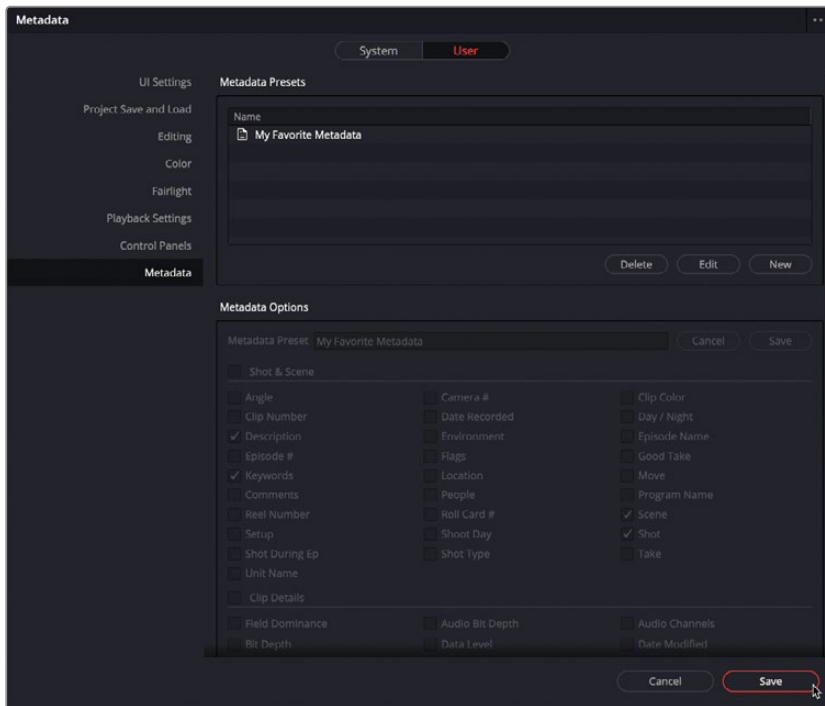 Metadata
System User
UI Settings
Project Save and Load
Editing
Color
Fairlight
Playback Settings
Control Panels
Metadata
Metadata Presets
Name
My Favorite Metadata
Delete Edit New
Metadata Options
Metadata Preset My Favorite Metadata Cancel Save
Shot & Scene
Angle Camera # Clip Color
Clip Number Date Recorded Day / Night
Description Environment Episode Name
Episode # Flags Good Take
Keywords Location Move
Comments People Program Name
Reel Number Roll Card # Scene
Setup Shoot Day Shot
Shot During Ep Shot Type Take
Unit Name
Clip Details
Field Dominance Audio Bit Depth Audio Channels
Bit Depth Data Level Date Modified
Cancel Save